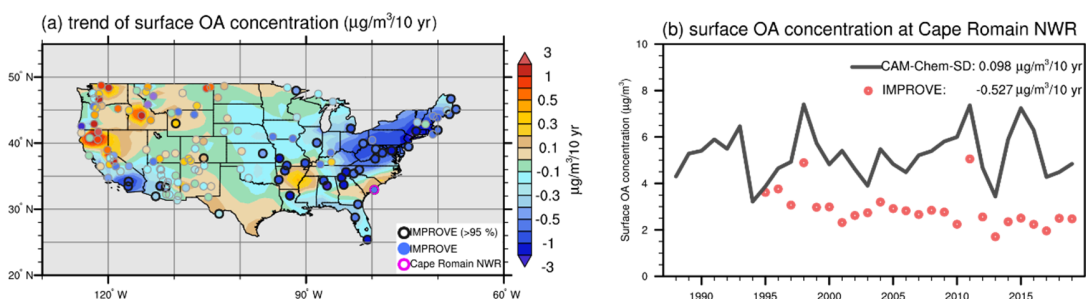 (a) trend of surface OA concentration (μg/m³/10 yr)
50° N
40° N
30° N
20° N
120° W
90° W
60° W
IMPROVE (>95 %)
IMPROVE
Cape Romain NWR
3
1
0.5
0.3
0.1
-0.1
-0.3
-0.5
-1
-3
μg/m³/10 yr
(b) surface OA concentration at Cape Romain NWR
Surface OA concentration (μg/m³)
10
8
6
4
2
0
CAM-Chem-SD: 0.098 μg/m³/10 yr
IMPROVE: -0.527 μg/m³/10 yr
1990
1995
2000
2005
2010
2015